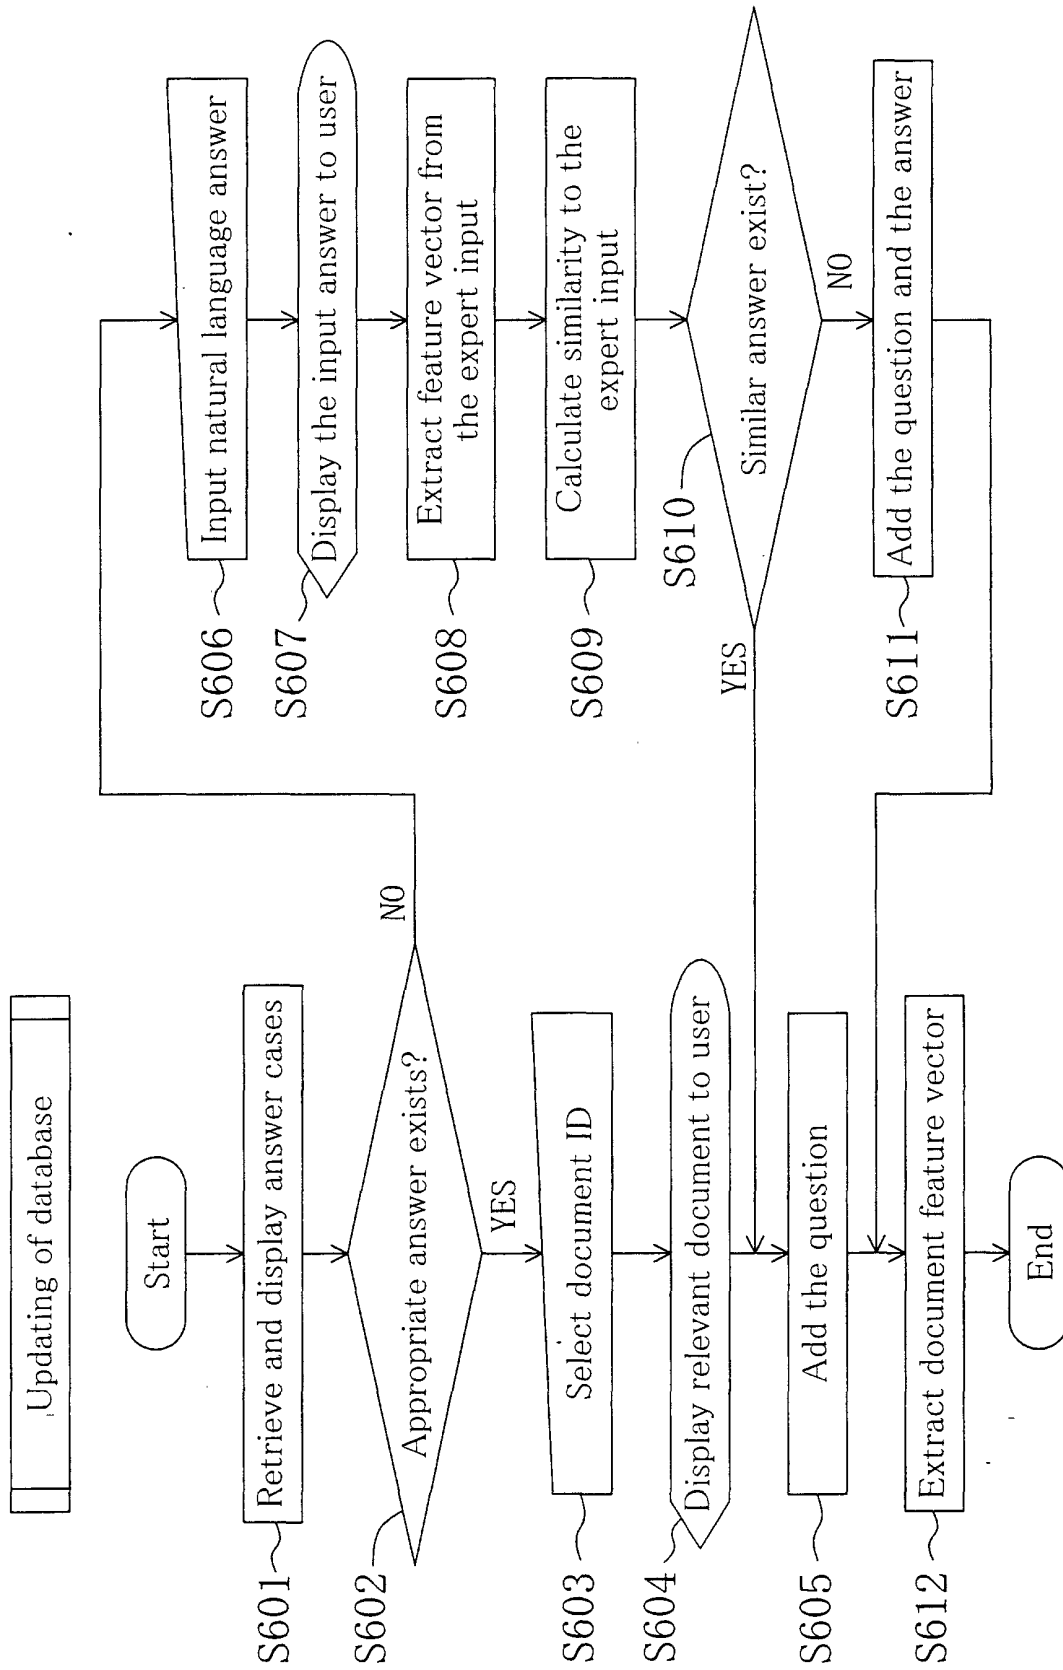 Updating of database
Start
Retrieve and display answer cases
S601
Appropriate answer exists?
S602
NO
YES
Select document ID
S603
Display relevant document to user
S604
Add the question
S605
Extract document feature vector
S612
End
Input natural language answer
S606
Display the input answer to user
S607
Extract feature vector from
the expert input
S608
Calculate similarity to the
expert input
S609
Similar answer exist?
S610
YES
NO
Add the question and the answer
S611